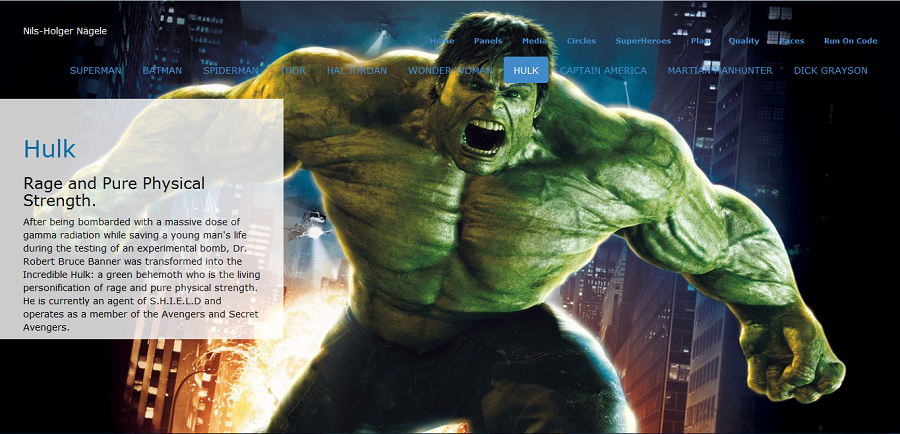 Nils-Holger Nägele
Home Panels Media Circles SuperHeroes Play Quality Faces Run On Code
SUPERMAN BATMAN SPIDERMAN THOR HAL JORDAN WONDER WOMAN HULK CAPTAIN AMERICA MARTIAN MANHUNTER DICK GRAYSON
Hulk
Rage and Pure Physical
Strength.
After being bombarded with a massive dose of
gamma radiation while saving a young man's life
during the testing of an experimental bomb, Dr.
Robert Bruce Banner was transformed into the
Incredible Hulk: a green behemoth who is the living
personification of rage and pure physical strength.
He is currently an agent of S.H.I.E.L.D and
operates as a member of the Avengers and Secret
Avengers.